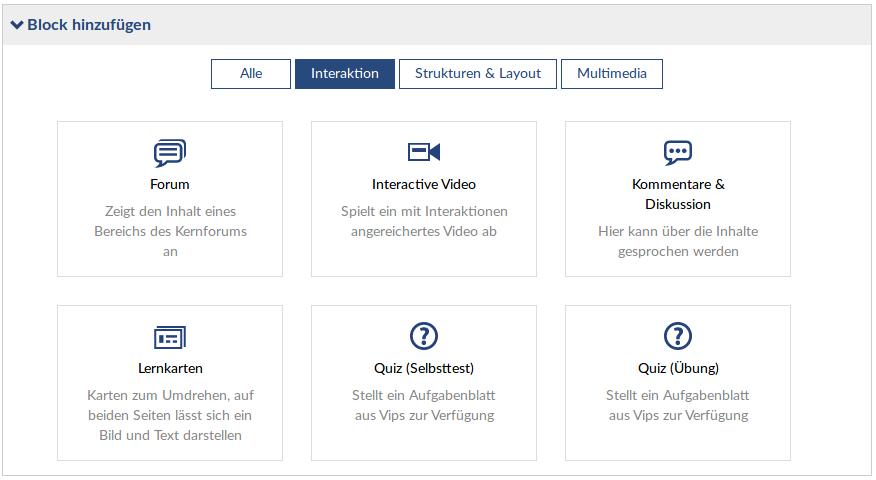 Block hinzufügen
Alle
Interaktion
Strukturen & Layout
Multimedia
Forum
Zeigt den Inhalt eines
Bereichs des Kernforums
an
Interactive Video
Spielt ein mit Interaktionen
angereichertes Video ab
Kommentare &
Diskussion
Hier kann über die Inhalte
gesprochen werden
Lernkarten
Karten zum Umdrehen, auf
beiden Seiten lässt sich ein
Bild und Text darstellen
Quiz (Selbsttest)
Stellt ein Aufgabenblatt
aus Vips zur Verfügung
Quiz (Übung)
Stellt ein Aufgabenblatt
aus Vips zur Verfügung